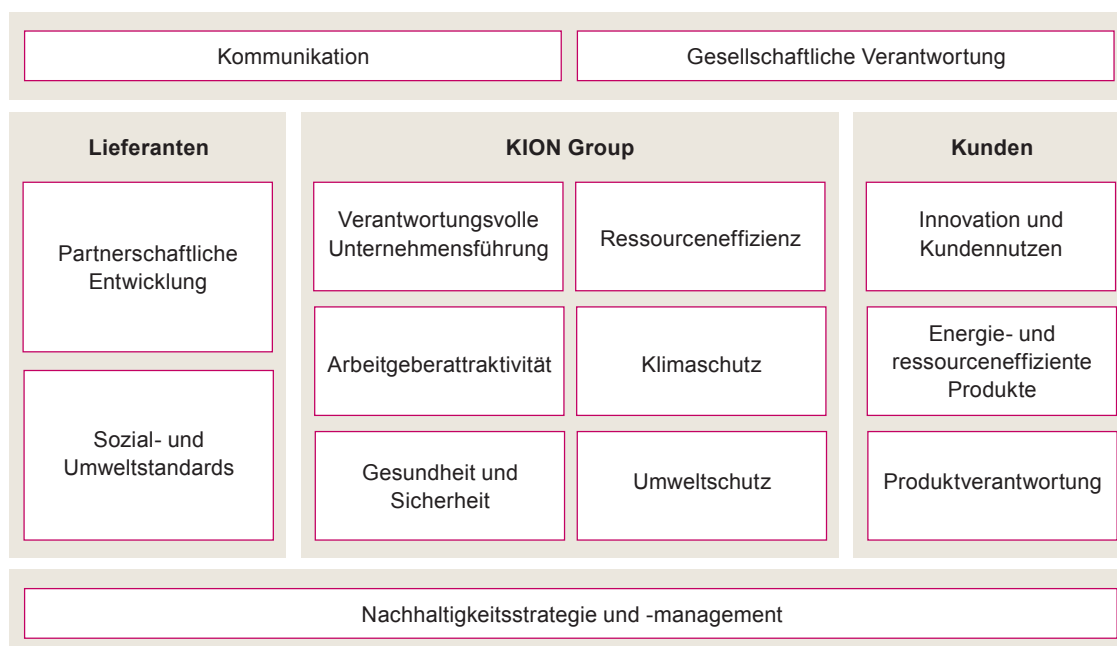 Kommunikation
Gesellschaftliche Verantwortung
Lieferanten
Partnerschaftliche
Entwicklung
Sozial- und
Umweltstandards
KION Group
Verantwortungsvolle
Unternehmensführung
Ressourceneffizienz
Arbeitgeberattraktivität
Klimaschutz
Gesundheit und
Sicherheit
Umweltschutz
Kunden
Innovation und
Kundennutzen
Energie- und
ressourceneffiziente
Produkte
Produktverantwortung
Nachhaltigkeitsstrategie und -management